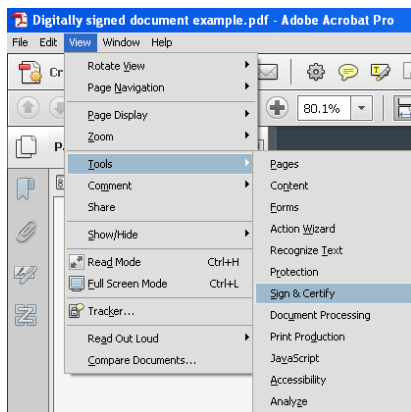 Digitally signed document example.pdf - Adobe Acrobat Pro
File Edit View Window Help
Cr
Rotate View
Page Navigation
Page Display
80.1%
Zoom
P
Tools
Pages
Comment
Content
Share
Forms
Show/Hide
Action Wizard
Recognize Text
Read Mode Ctrl+H
Protection
Full Screen Mode Ctrl+L
Sign & Certify
Tracker...
Document Processing
Read Out Loud
Print Production
Compare Documents...
JavaScript
Accessibility
Analyze